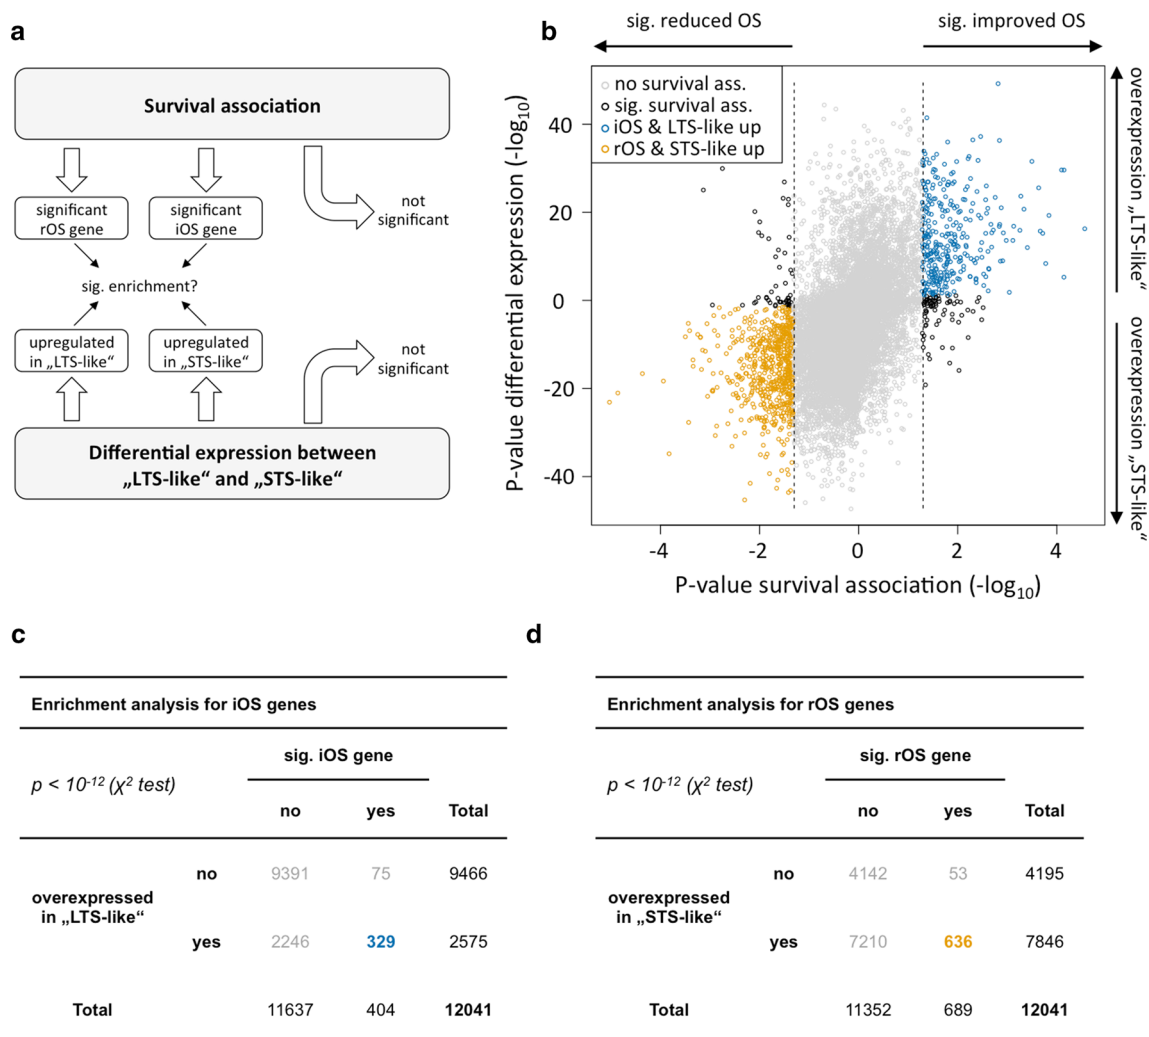 a
Survival association
significant
rOS gene
significant
iOS gene
not
significant
sig. enrichment?
upregulated
in „LTS-like“
upregulated
in „STS-like“
not
significant
Differential expression between
„LTS-like“ and „STS-like“
b
sig. reduced OS
sig. improved OS
no survival ass.
sig. survival ass.
iOS & LTS-like up
rOS & STS-like up
P-value differential expression (-log10)
40
20
0
-20
-40
-4
-2
0
2
4
P-value survival association (-log10)
overexpression „LTS-like“
overexpression „STS-like“
c
Enrichment analysis for iOS genes
sig. iOS gene
p < 10-12 (χ2 test)
no yes Total
no 9391 75 9466
overexpressed
in „LTS-like“
yes 2246 329 2575
Total 11637 404 12041
d
Enrichment analysis for rOS genes
sig. rOS gene
p < 10-12 (χ2 test)
no yes Total
no 4142 53 4195
overexpressed
in „STS-like“
yes 7210 636 7846
Total 11352 689 12041